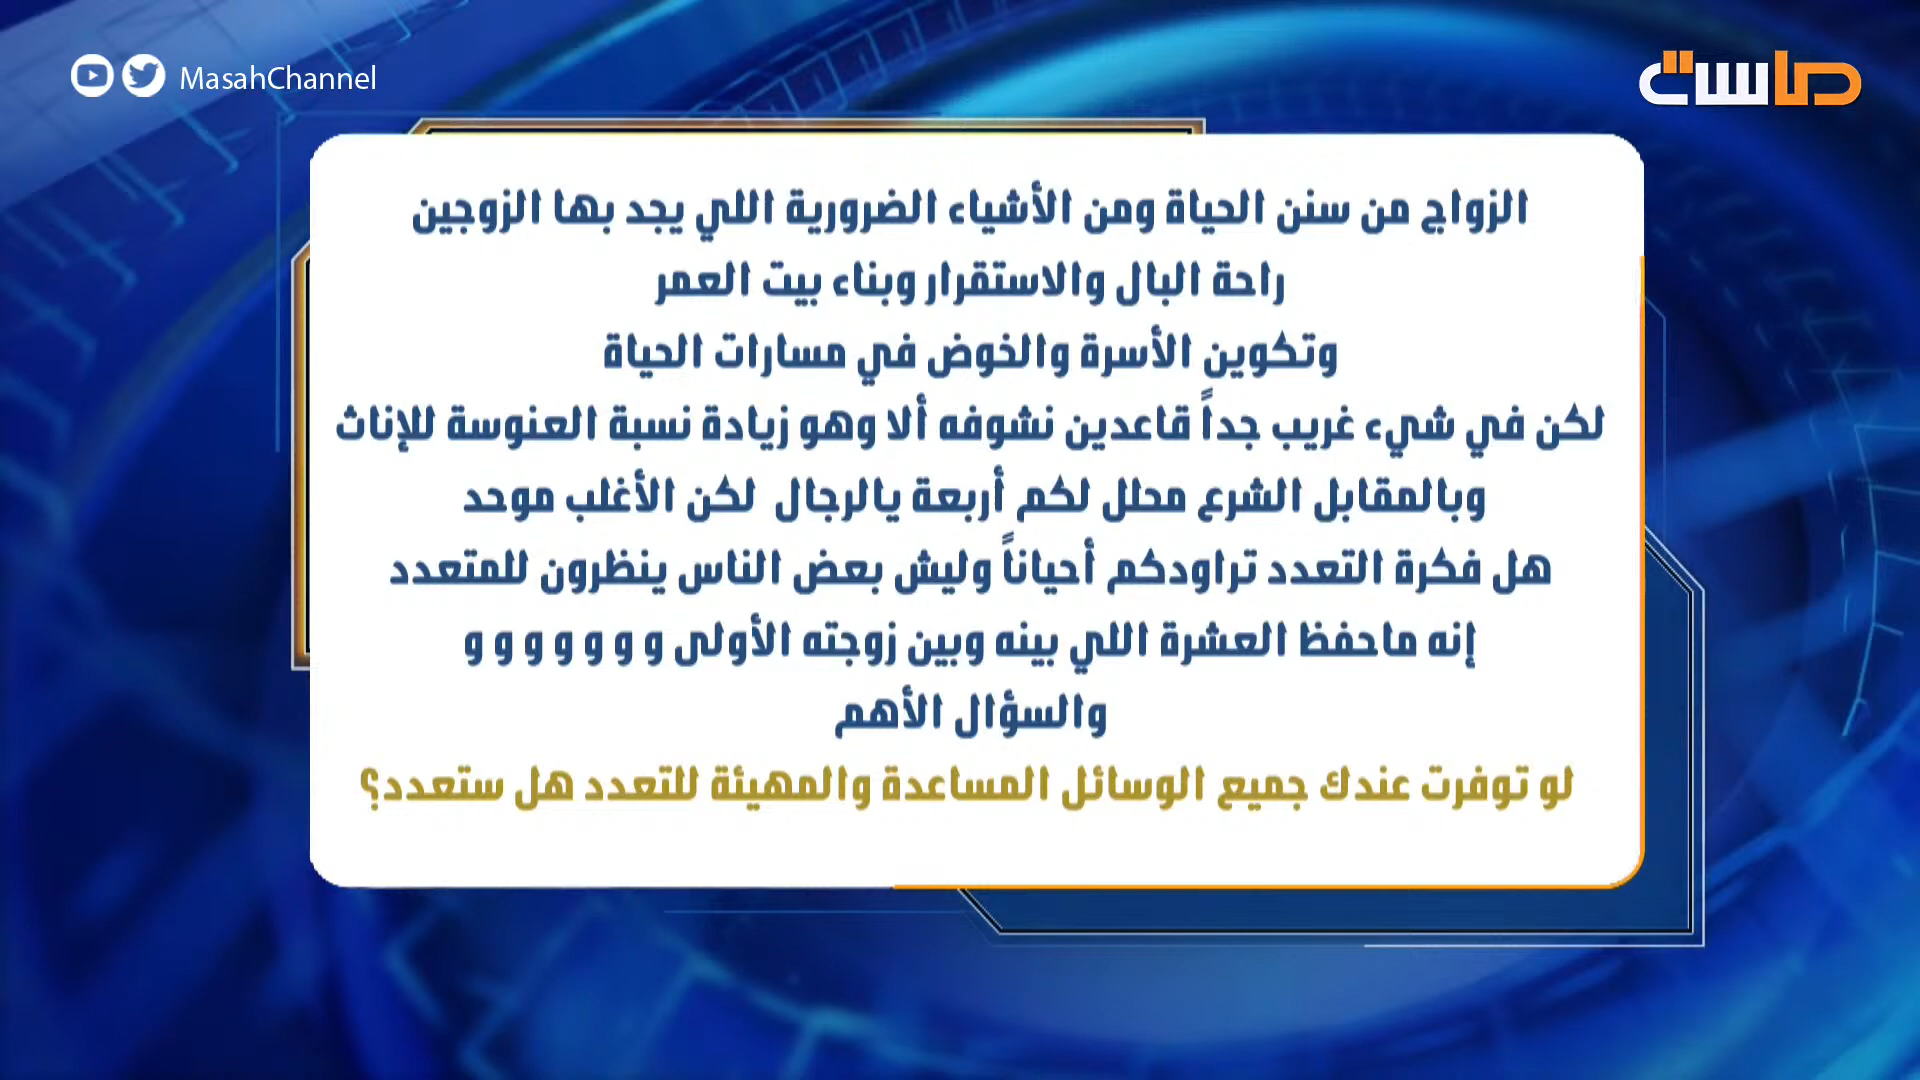 MasahChannel
ماسة
الزواج من سنن الحياة ومن الأشياء الضرورية اللي يجد بها الزوجين
راحة البال والاستقرار وبناء بيت العمر
وتكوين الأسرة والخوض في مسارات الحياة
لكن في شيء غريب جداً قاعدين نشوفه ألا وهو زيادة نسبة العنوسة للإناث
وبالمقابل الشرع محلل لكم أربعة يالرجال لكن الأغلب موحد
هل فكرة التعدد تراودكم أحياناً وليش بعض الناس ينظرون للمتعدد
إنه ماحفظ العشرة اللي بينه وبين زوجته الأولى و و و و و و و
والسؤال الأهم
لو توفرت عندك جميع الوسائل المساعدة والمهيئة للتعدد هل ستعدد؟